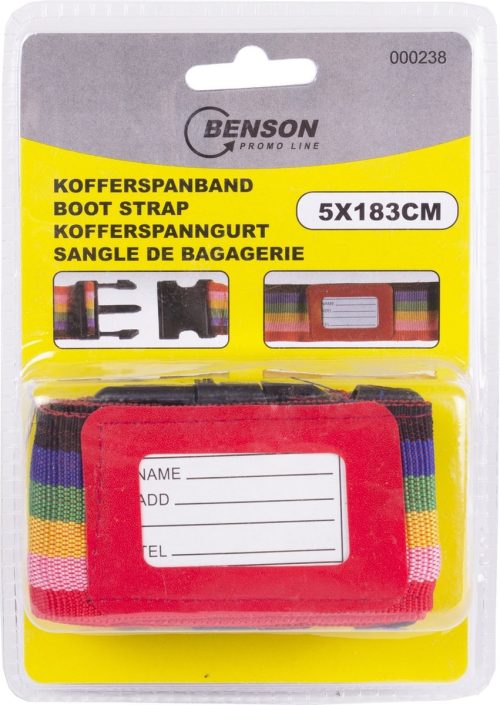 000238
BENSON
PROMO LINE
KOFFERSPANBAND
BOOT STRAP
KOFFERSPANNGURT
SANGLE DE BAGAGERIE
5X183CM
NAME
ADD
TEL